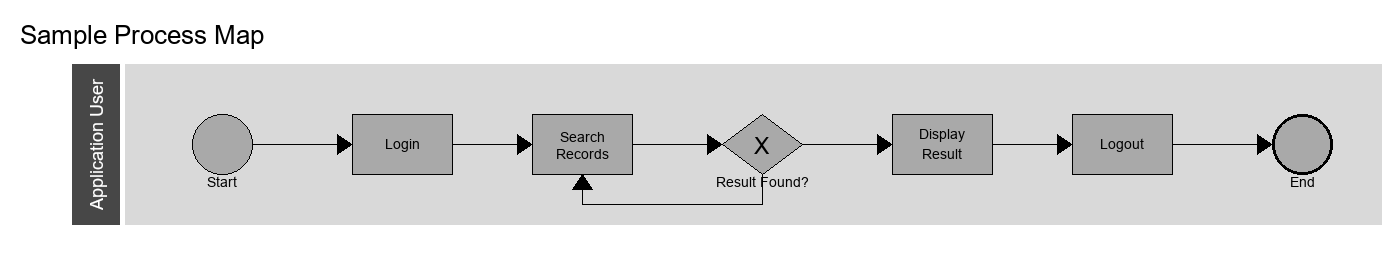 Sample Process Map
Application User
Start
Login
Search
Records
X
Result Found?
Display
Result
Logout
End